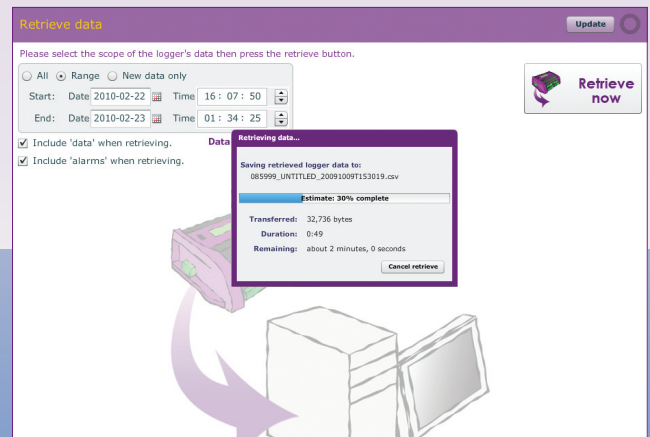 Retrieve data
Update
Please select the scope of the logger's data then press the retrieve button.
All Range New data only
Start: Date 2010-02-22 Time 16 : 07 : 50
End: Date 2010-02-23 Time 01 : 34 : 25
Retrieve
now
Include 'data' when retrieving.
Data
Include 'alarms' when retrieving.
Retrieving data...
Saving retrieved logger data to:
085999_UNTITLED_20091009T153019.csv
Estimate: 30% complete
Transferred: 32,736 bytes
Duration: 0:49
Remaining: about 2 minutes, 0 seconds
Cancel retrieve